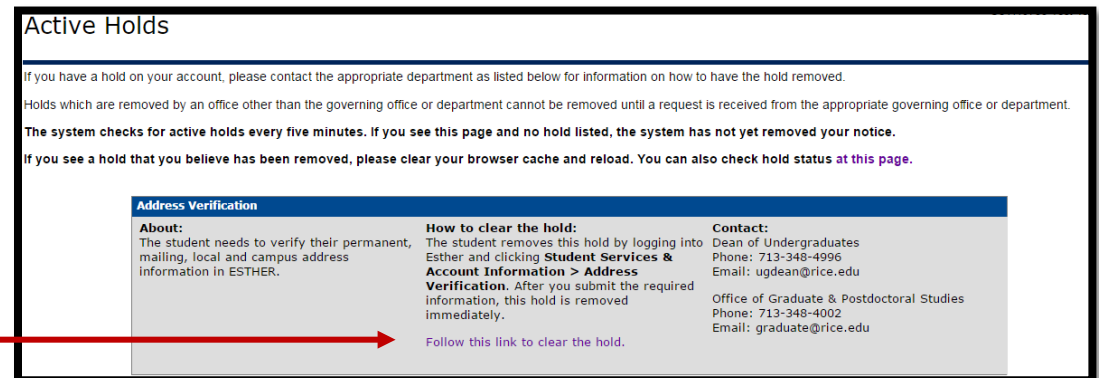 Active Holds
If you have a hold on your account, please contact the appropriate department as listed below for information on how to have the hold removed.
Holds which are removed by an office other than the governing office or department cannot be removed until a request is received from the appropriate governing office or department.
The system checks for active holds every five minutes. If you see this page and no hold listed, the system has not yet removed your notice.
If you see a hold that you believe has been removed, please clear your browser cache and reload. You can also check hold status at this page.
Address Verification
About:
The student needs to verify their permanent,
mailing, local and campus address
information in ESTHER.
How to clear the hold:
The student removes this hold by logging into
Esther and clicking Student Services &
Account Information > Address
Verification. After you submit the required
information, this hold is removed
immediately.
Follow this link to clear the hold.
Contact:
Dean of Undergraduates
Phone: 713-348-4996
Email: ugdean@rice.edu
Office of Graduate & Postdoctoral Studies
Phone: 713-348-4002
Email: graduate@rice.edu